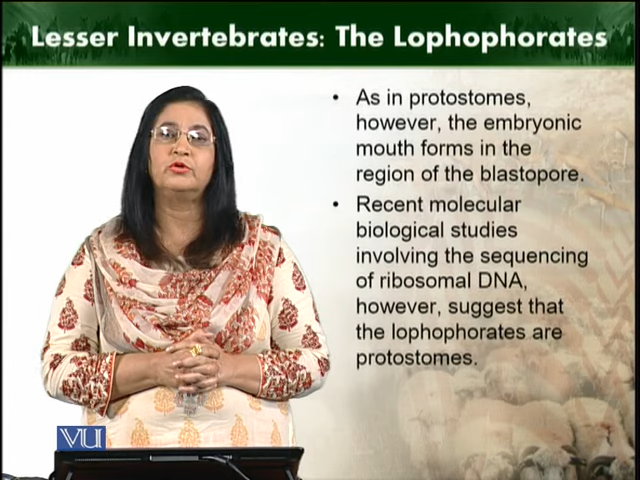 Lesser Invertebrates: The Lophophorates
• As in protostomes,
however, the embryonic
mouth forms in the
region of the blastopore.
• Recent molecular
biological studies
involving the sequencing
of ribosomal DNA,
however, suggest that
the lophophorates are
protostomes.
VU